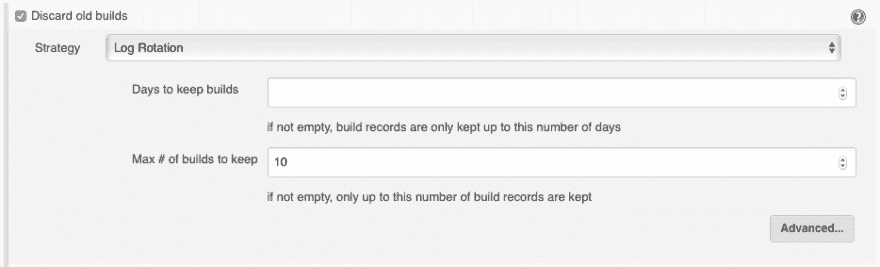 Discard old builds
Strategy Log Rotation
Days to keep builds
if not empty, build records are only kept up to this number of days
Max # of builds to keep 10
if not empty, only up to this number of build records are kept
Advanced...